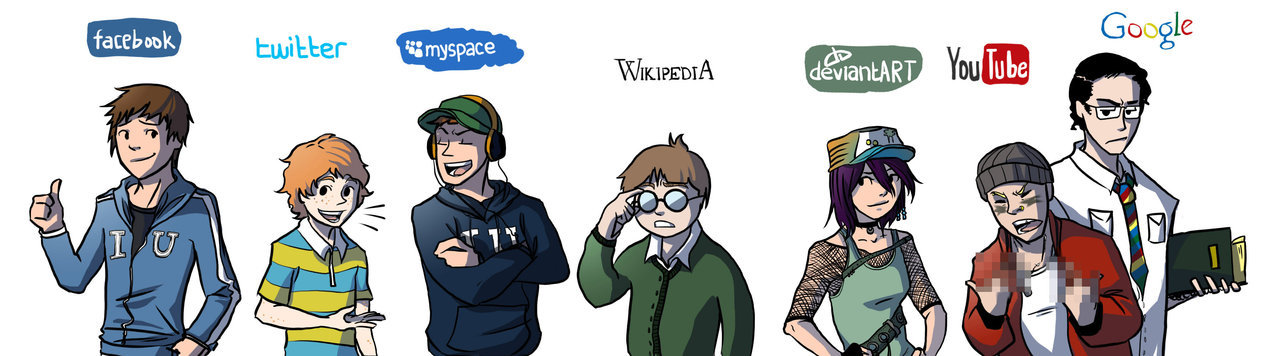 facebook
twitter
myspace
WIKIPEDIA
deviantART
YouTube
Google
I U